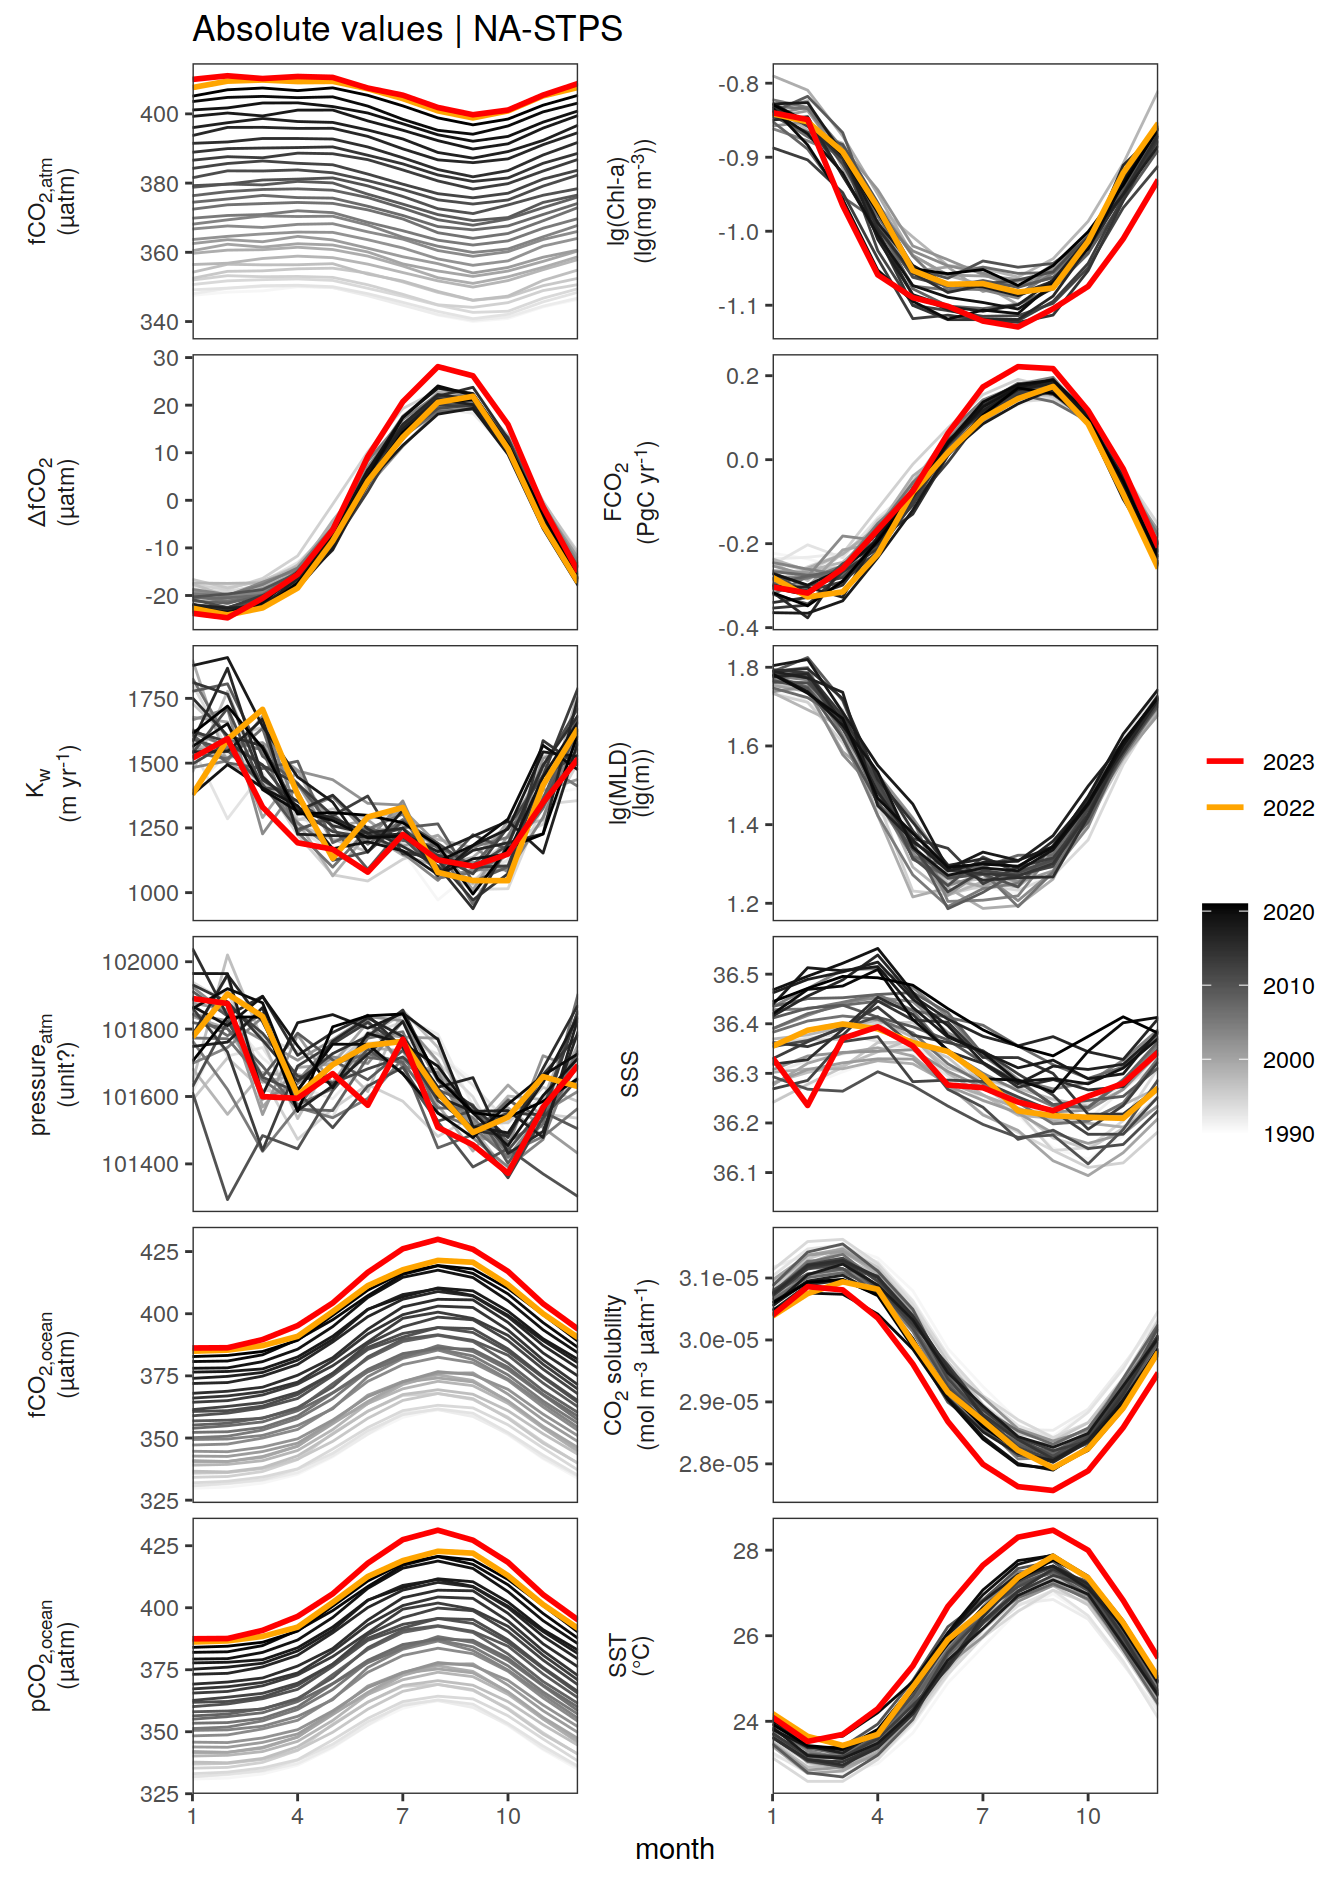 Absolute values | NA-STPS
fCO2,atm
(µatm)
400
380
360
340
lg(Chl-a)
(lg(mg m-3))
-0.8
-0.9
-1.0
-1.1
ΔfCO2
(µatm)
30
20
10
0
-10
-20
FCO2
(PgC yr-1)
0.2
0.0
-0.2
-0.4
Kw
(m yr-1)
1750
1500
1250
1000
lg(MLD)
(lg(m))
1.8
1.6
1.4
1.2
pressureatm
(unit?)
102000
101800
101600
101400
SSS
36.5
36.4
36.3
36.2
36.1
fCO2,ocean
(µatm)
425
400
375
350
325
CO2 solubility
(mol m-3 µatm-1)
3.1e-05
3.0e-05
2.9e-05
2.8e-05
pCO2,ocean
(µatm)
425
400
375
350
325
SST
(°C)
28
26
24
1 4 7 10
1 4 7 10
month
2023
2022
2020
2010
2000
1990